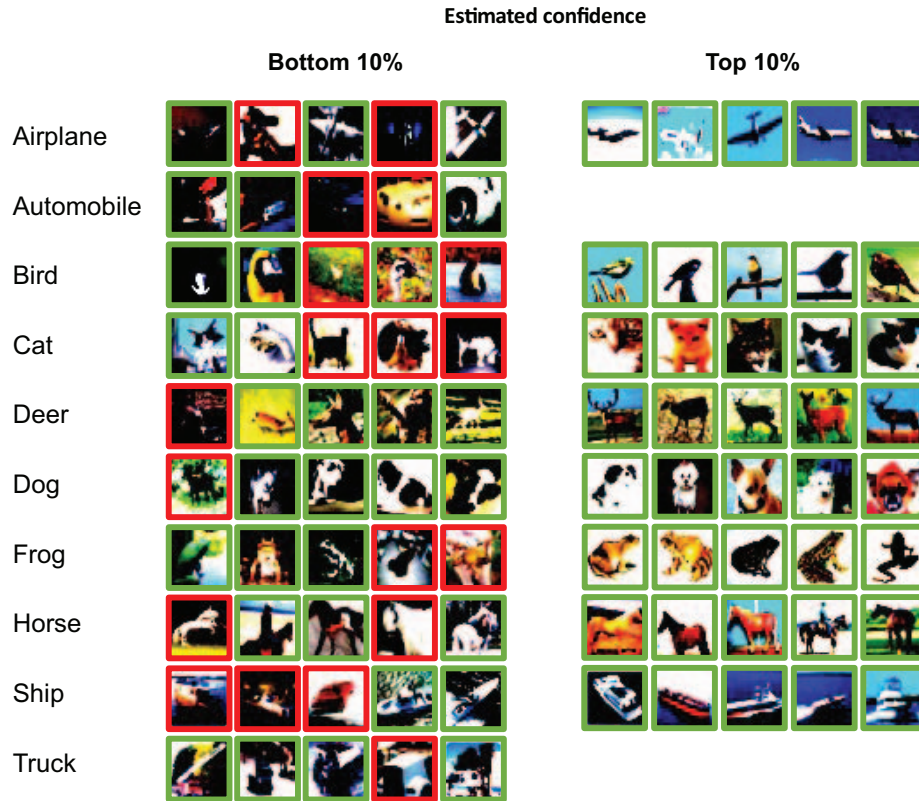 Estimated confidence
Bottom 10%
Top 10%
Airplane
Automobile
Bird
Cat
Deer
Dog
Frog
Horse
Ship
Truck